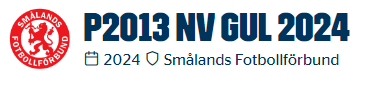 SMÅLANDS
FOTBOLLFÖRBUND
P2013 NV GUL 2024
2024 Smålands Fotbollförbund